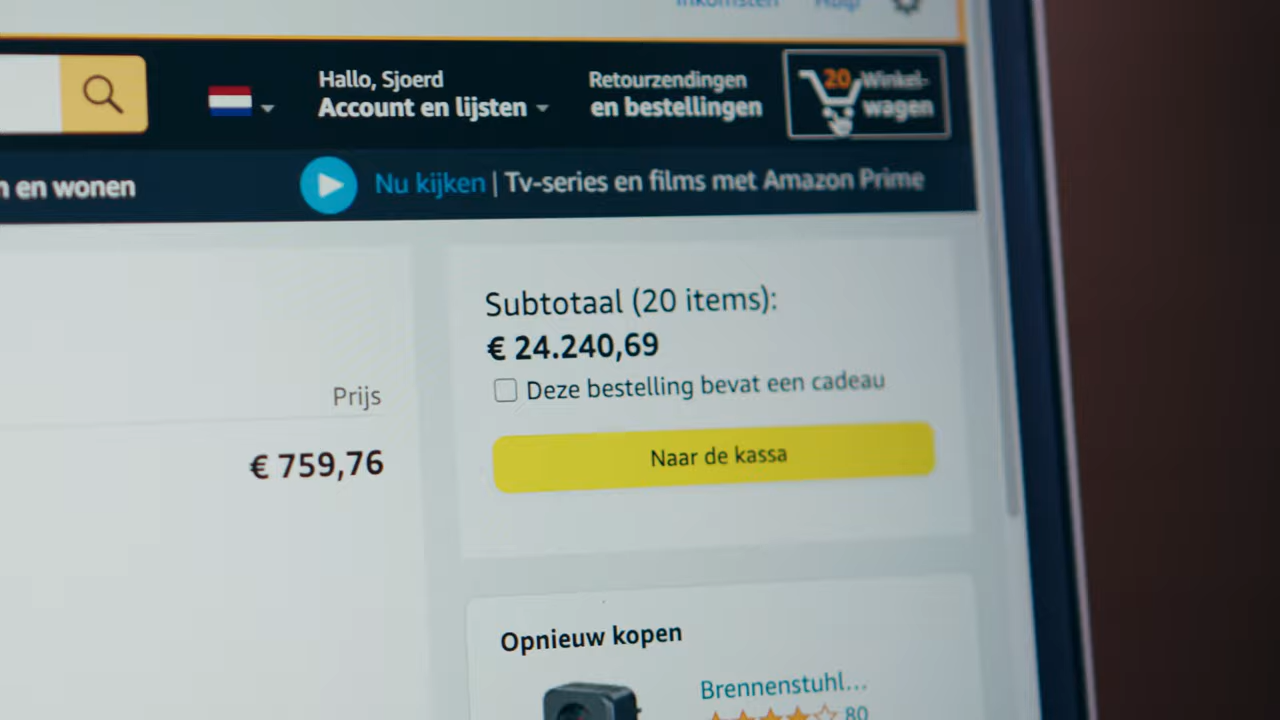 Inkomsten Hulp
Hallo, Sjoerd
Account en lijsten
Retourzendingen
en bestellingen
20 Winkel-
wagen
en wonen
Nu kijken | Tv-series en films met Amazon Prime
Subtotaal (20 items):
€ 24.240,69
Deze bestelling bevat een cadeau
Naar de kassa
Prijs
€ 759,76
Opnieuw kopen
Brennenstuhl...
80